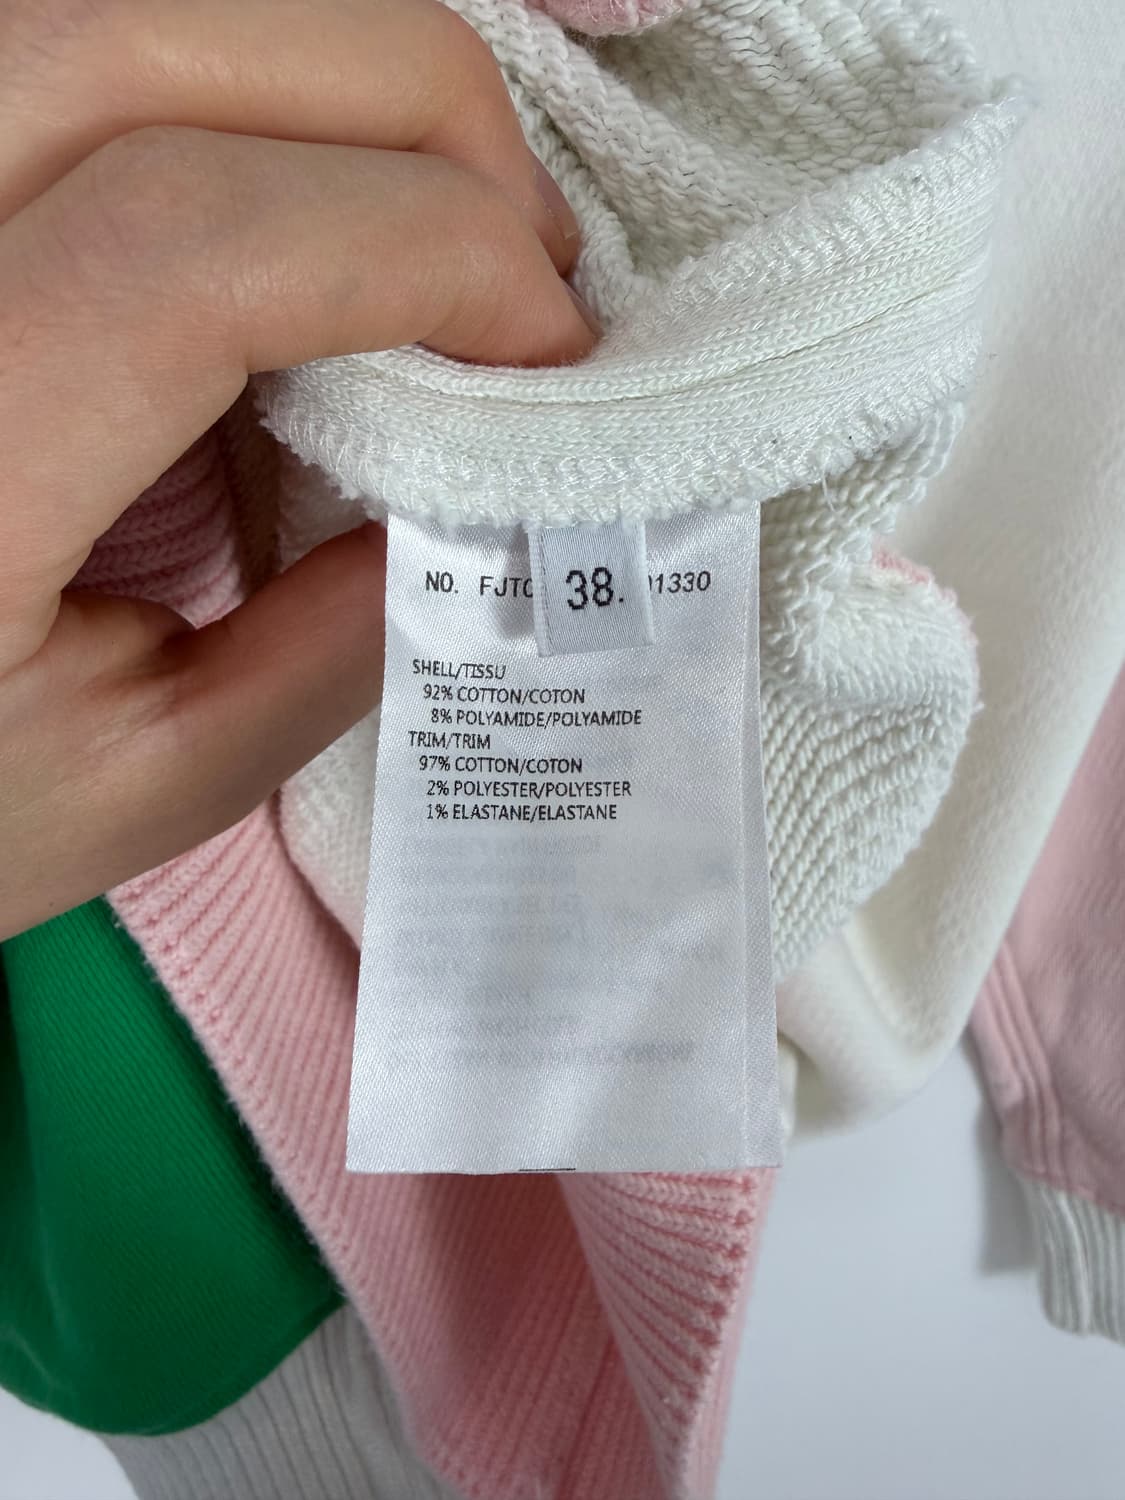 NO. FJTC 38. 01330
SHELL/TISSU
92% COTTON/COTON
8% POLYAMIDE/POLYAMIDE
TRIM/TRIM
97% COTTON/COTON
2% POLYESTER/POLYESTER
1% ELASTANE/ELASTANE